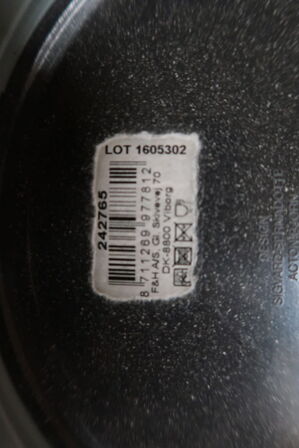 LOT 1605302
242765
8 711269 977812
F&H A/S, Gl. Skivevej 70
DK-8800 Viborg